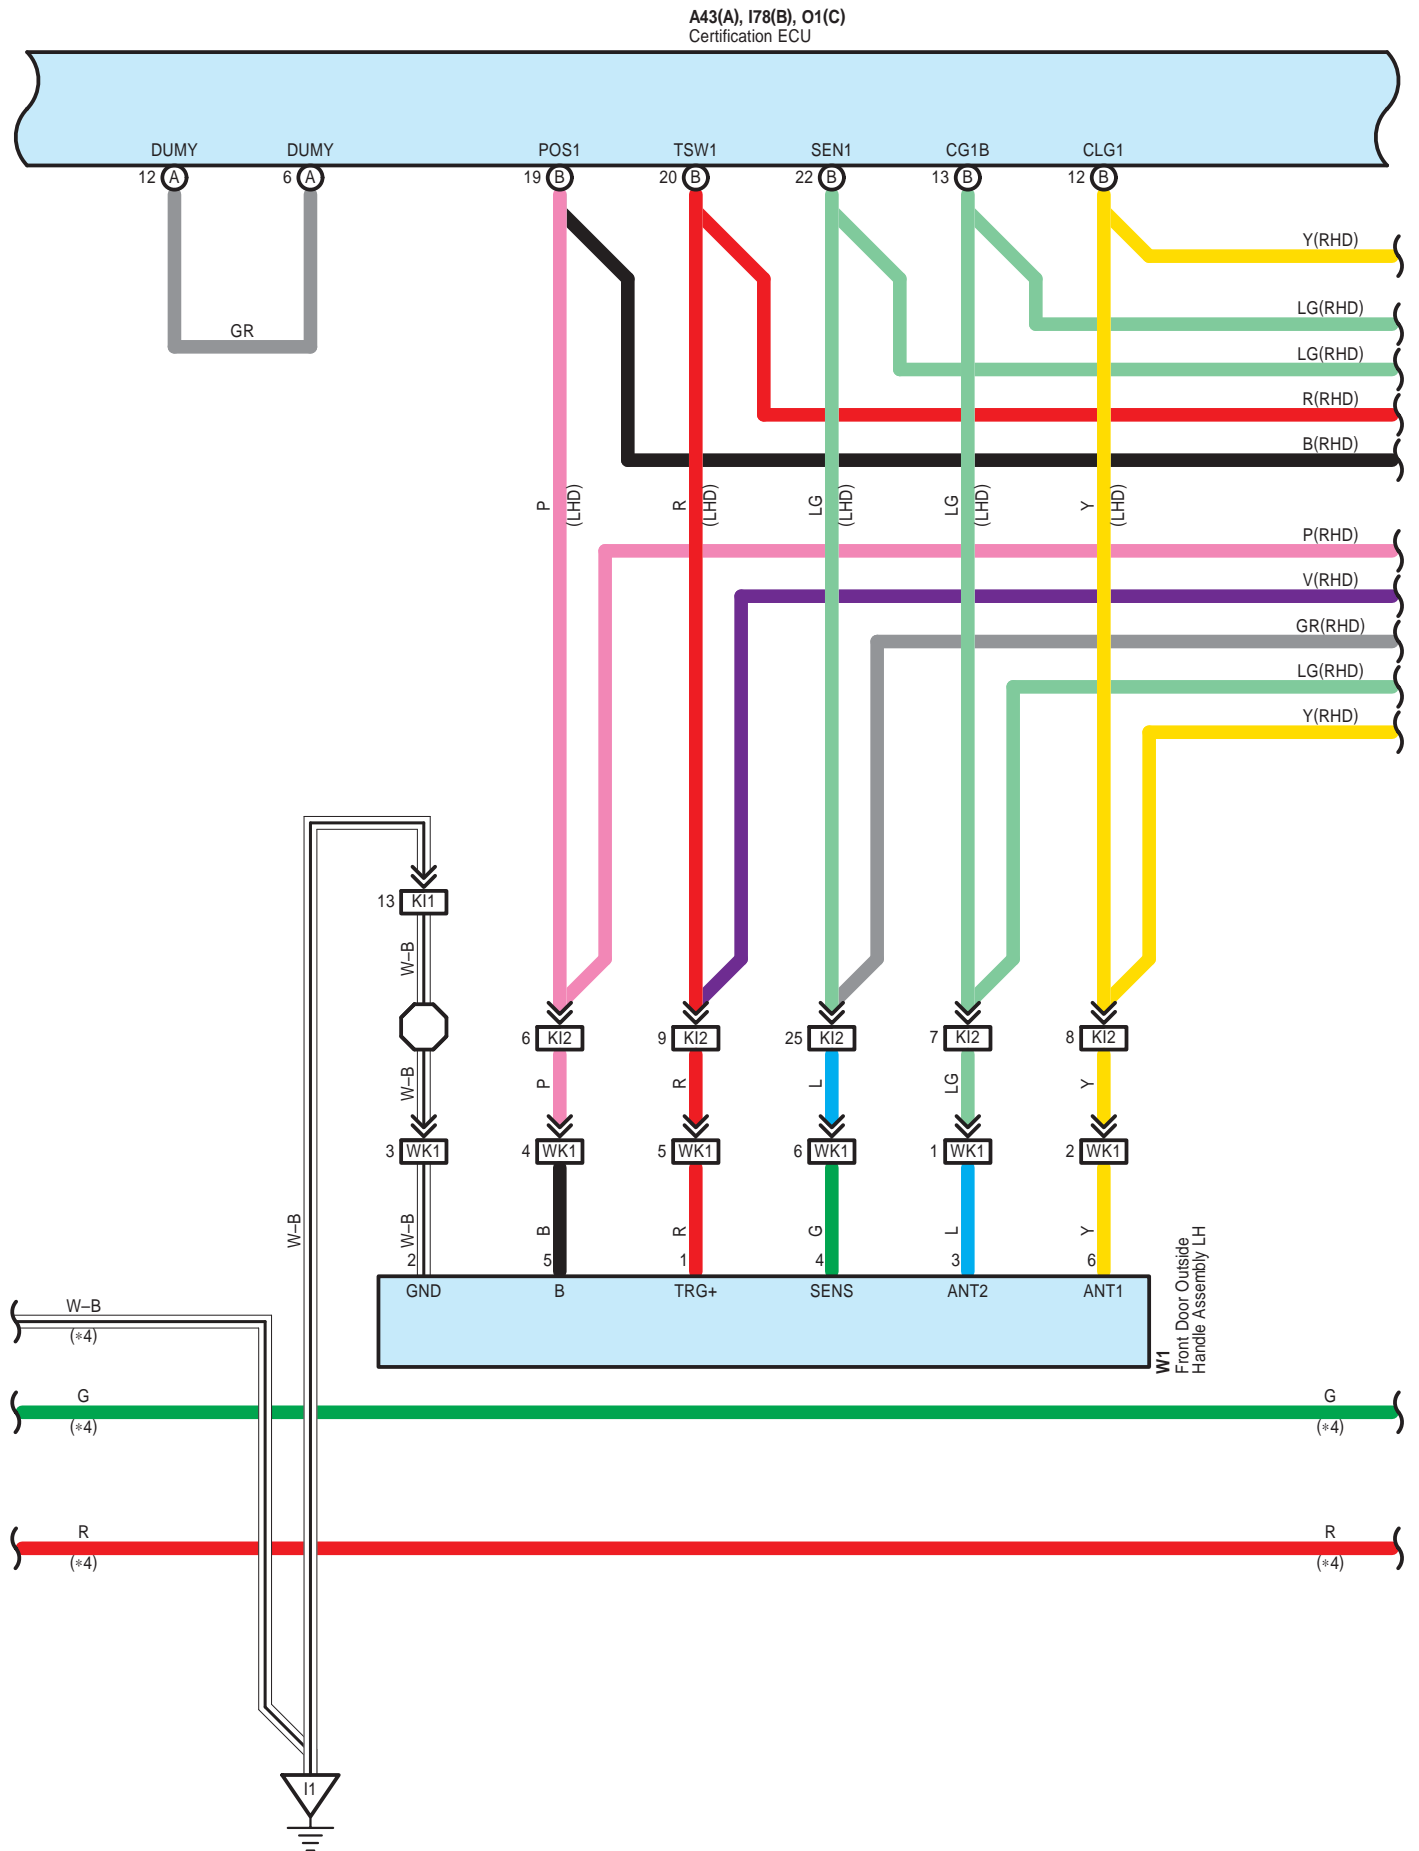 A43(A), I78(B), O1(C)
Certification ECU
DUMY DUMY POS1 TSW1 SEN1 CG1B CLG1
12 A 6 A 19 B 20 B 22 B 13 B 12 B
Y(RHD)
LG(RHD)
GR
LG(RHD)
R(RHD)
B(RHD)
P (LHD) R (LHD) LG (LHD) LG (LHD) Y (LHD)
P(RHD)
V(RHD)
GR(RHD)
LG(RHD)
Y(RHD)
13 KI1
W–B
6 KI2 9 KI2 25 KI2 7 KI2 8 KI2
W–B P R L LG Y
3 WK1 4 WK1 5 WK1 6 WK1 1 WK1 2 WK1
W–B W–B B R G L Y
2 5 1 4 3 6
GND B TRG+ SENS ANT2 ANT1
W1
Front Door Outside
Handle Assembly LH
W–B
(*4)
G G
(*4) (*4)
R R
(*4) (*4)
I1